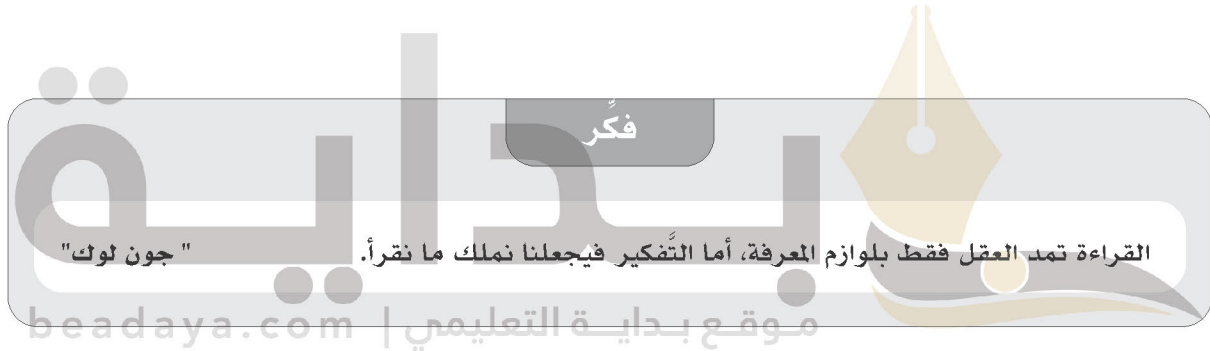 فكِّر
القراءة تمد العقل فقط بلوازم المعرفة، أما التَّفكير فيجعلنا نملك ما نقرأ. "جون لوك"
بداية
موقع بداية التعليمي | beadaya.com